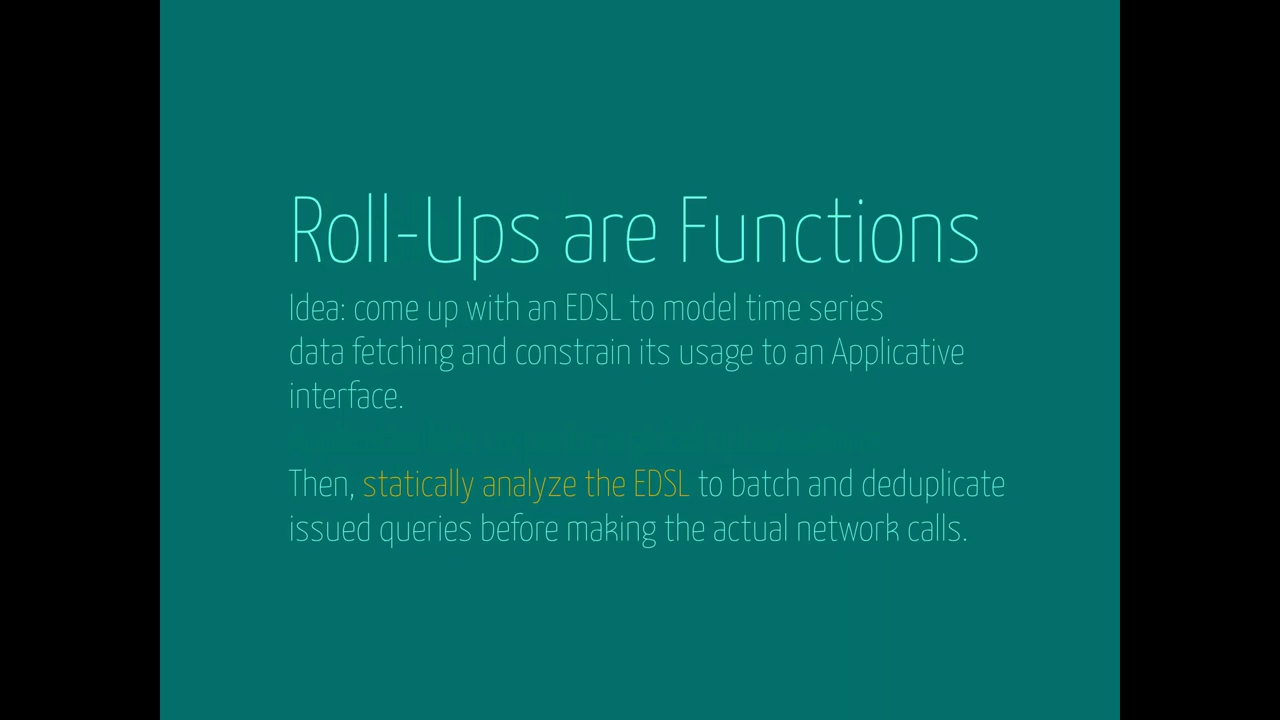 Roll-Ups are Functions
Idea: come up with an EDSL to model time series
data fetching and constrain its usage to an Applicative
interface.
Then, statically analyze the EDSL to batch and deduplicate
issued queries before making the actual network calls.